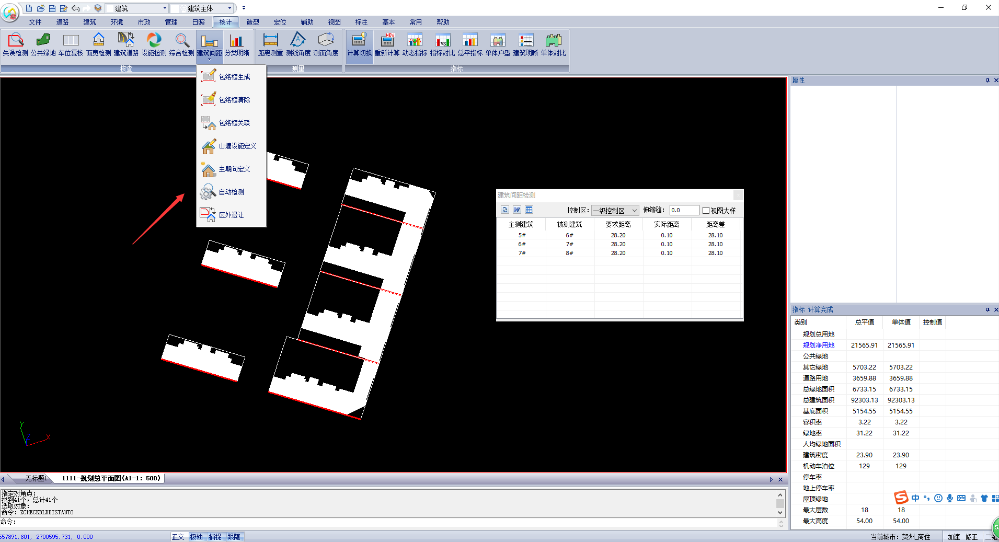 建筑 建筑主体
文件 道路 建筑 环境 市政 管理 日照 核计 造型 定位 辅助 视图 标注 基本 常用 帮助
失误检测 公共绿地 车位复核 面宽检测 建筑道路 设施检测 综合检测 建筑间距 分类明晰 距离测量 测线角度 测面角度 计算切换 重新计算 动态指标 指标对比 总平指标 单体户型 建筑明晰 单体对比
核查 测量 指标
包络框生成
包络框清除
包络框关联
山墙设施定义
主朝向定义
自动检测
区外退让
Y
Z
X
建筑间距检测
控制区: 一级控制区 伸缩缝: 0.0 视图大样
主测建筑 被测建筑 要求距离 实际距离 距离差
5# 6# 28.20 0.10 28.10
6# 7# 28.20 0.10 28.10
7# 8# 28.20 0.10 28.10
属性
指标 计算完成
类别 总平值 单体值 控制值
规划总用地
规划净用地 21565.91 21565.91
公共绿地
其它绿地 5703.22 5703.22
道路用地 3659.88 3659.88
总绿地面积 6733.15 6733.15
总建筑面积 92303.13 92303.13
基底面积 5154.55 5154.55
容积率 3.22 3.22
绿地率 31.22 31.22
人均绿地面积
建筑密度 23.90 23.90
机动车泊位 129 129
停车率
地上停车率
屋顶绿地
最大层数 18 18
最大高度 54.00 54.00
中
无标题1 1111-规划总平面图(A1-1: 500)
指定对角点:
找到41个, 总计41个
选取对象:
命令: ZCHECKBLDDISTAUTO
命令:
557891.601, 2700595.731, 0.000 正交 极轴 捕捉 跟随 当前城市: 贺州_商住 加速 修正 二维